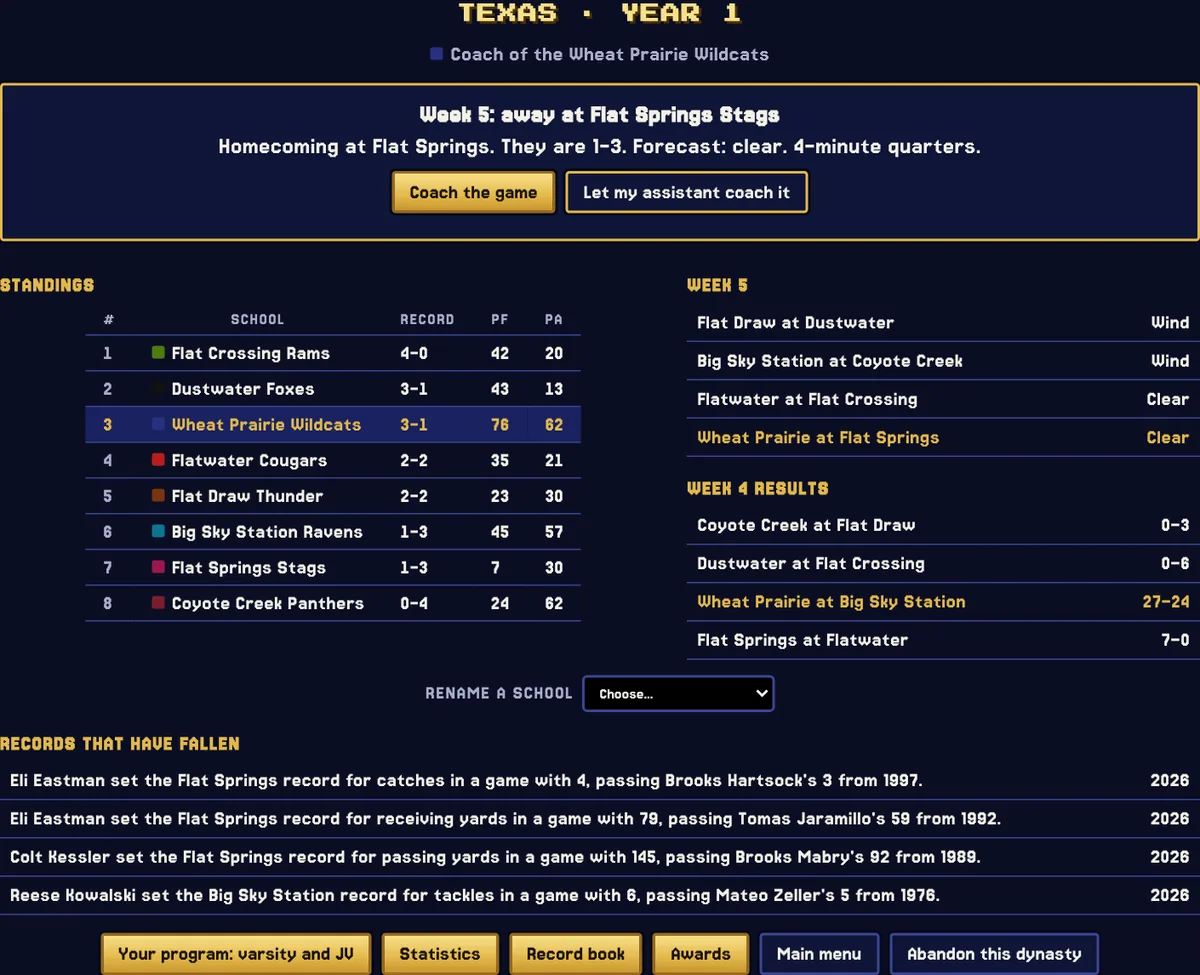 TEXAS · YEAR 1
Coach of the Wheat Prairie Wildcats
Week 5: away at Flat Springs Stags
Homecoming at Flat Springs. They are 1-3. Forecast: clear. 4-minute quarters.
Coach the game
Let my assistant coach it
STANDINGS
# SCHOOL RECORD PF PA
1 Flat Crossing Rams 4-0 42 20
2 Dustwater Foxes 3-1 43 13
3 Wheat Prairie Wildcats 3-1 76 62
4 Flatwater Cougars 2-2 35 21
5 Flat Draw Thunder 2-2 23 30
6 Big Sky Station Ravens 1-3 45 57
7 Flat Springs Stags 1-3 7 30
8 Coyote Creek Panthers 0-4 24 62
WEEK 5
Flat Draw at Dustwater Wind
Big Sky Station at Coyote Creek Wind
Flatwater at Flat Crossing Clear
Wheat Prairie at Flat Springs Clear
WEEK 4 RESULTS
Coyote Creek at Flat Draw 0-3
Dustwater at Flat Crossing 0-6
Wheat Prairie at Big Sky Station 27-24
Flat Springs at Flatwater 7-0
RENAME A SCHOOL Choose...
RECORDS THAT HAVE FALLEN
Eli Eastman set the Flat Springs record for catches in a game with 4, passing Brooks Hartsock's 3 from 1997. 2026
Eli Eastman set the Flat Springs record for receiving yards in a game with 79, passing Tomas Jaramillo's 59 from 1992. 2026
Colt Kessler set the Flat Springs record for passing yards in a game with 145, passing Brooks Mabry's 92 from 1989. 2026
Reese Kowalski set the Big Sky Station record for tackles in a game with 6, passing Mateo Zeller's 5 from 1976. 2026
Your program: varsity and JV
Statistics
Record book
Awards
Main menu
Abandon this dynasty